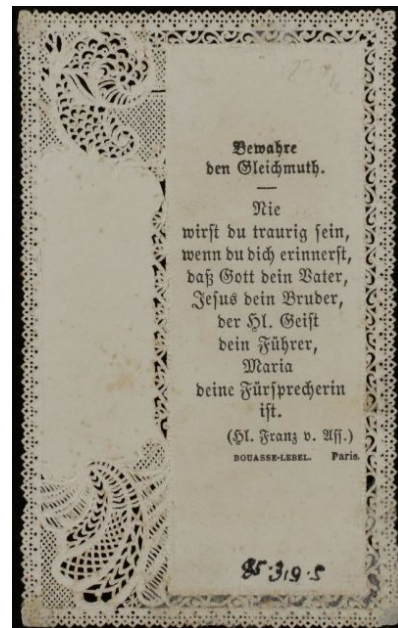 Bewahre
den Gleichmuth.
Nie
wirst du traurig sein,
wenn du dich erinnerst,
daß Gott dein Vater,
Jesus dein Bruder,
der Hl. Geist
dein Führer,
Maria
deine Fürsprecherin
ist.
(Hl. Franz v. Ass.)
BOUASSE-LEBEL. Paris.
85·319·5